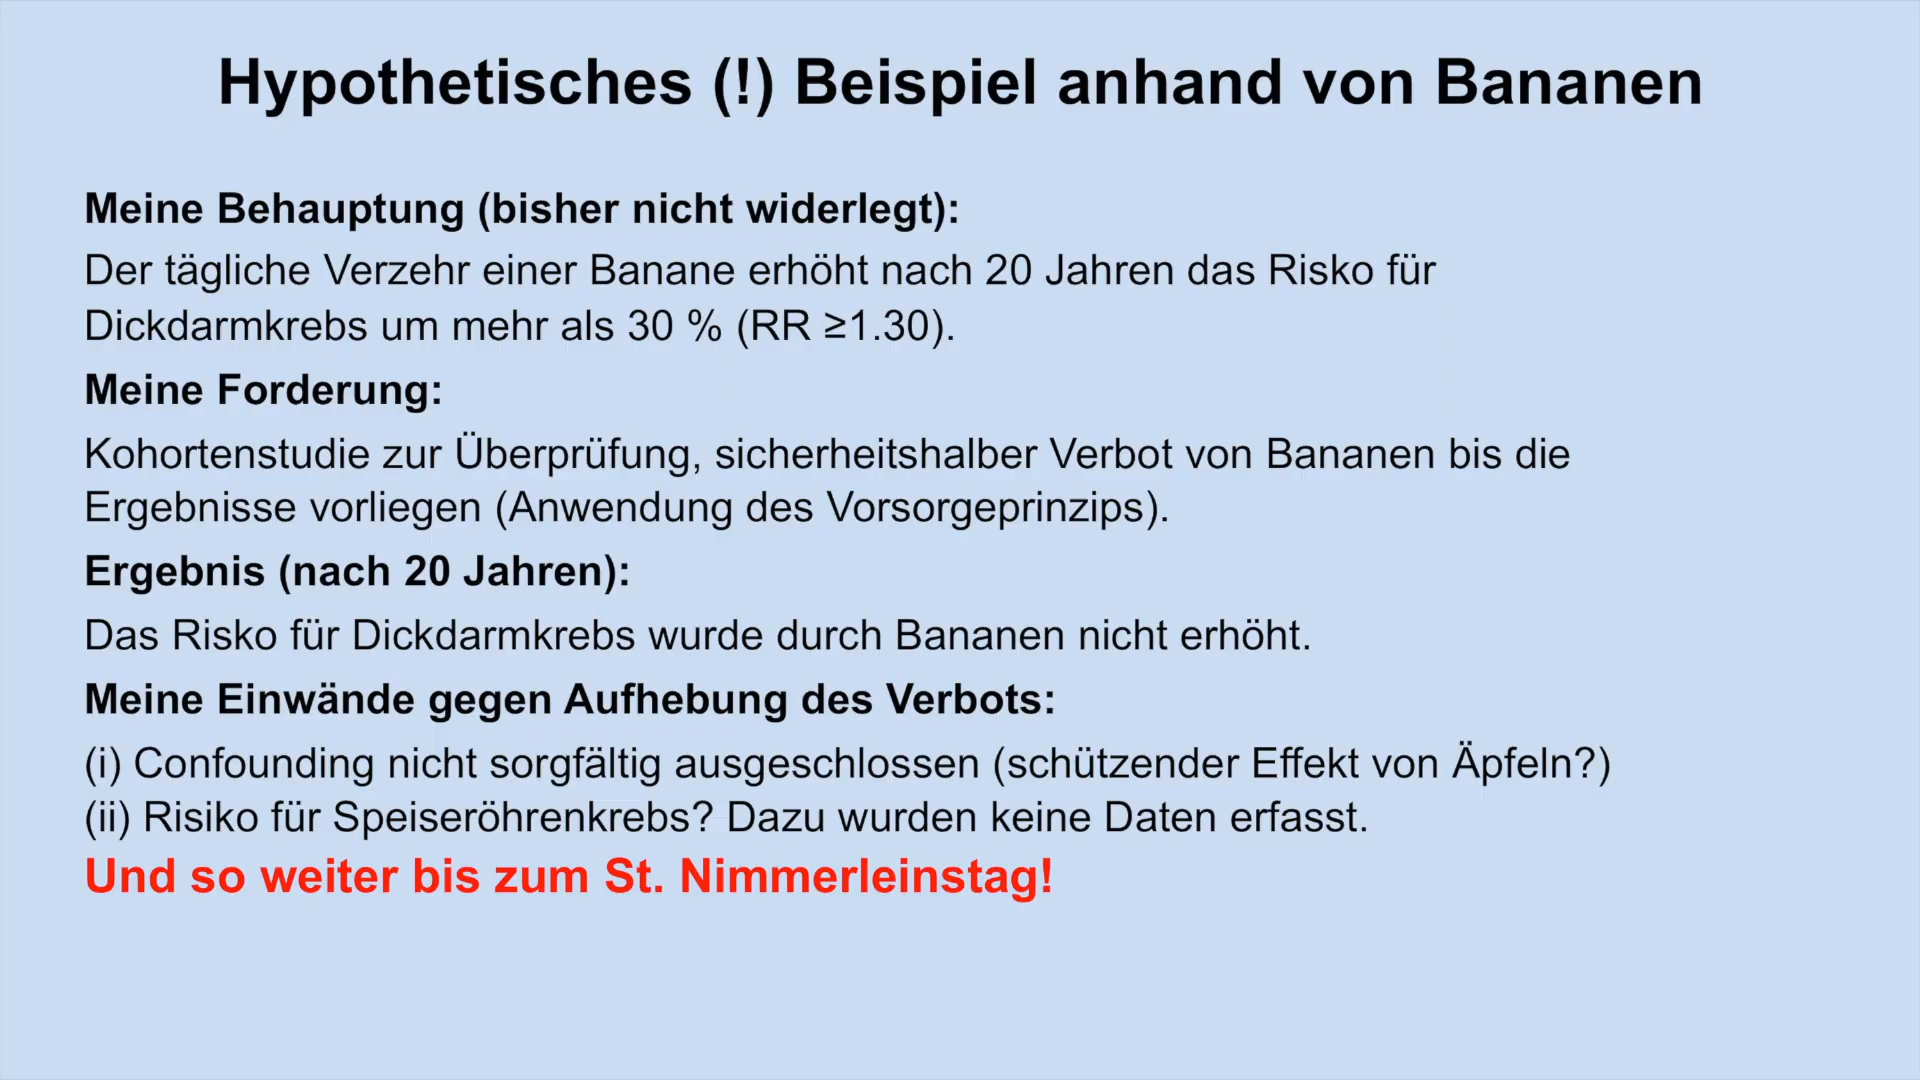 Hypothetisches (!) Beispiel anhand von Bananen
Meine Behauptung (bisher nicht widerlegt):
Der tägliche Verzehr einer Banane erhöht nach 20 Jahren das Risko für
Dickdarmkrebs um mehr als 30 % (RR ≥1.30).
Meine Forderung:
Kohortenstudie zur Überprüfung, sicherheitshalber Verbot von Bananen bis die
Ergebnisse vorliegen (Anwendung des Vorsorgeprinzips).
Ergebnis (nach 20 Jahren):
Das Risko für Dickdarmkrebs wurde durch Bananen nicht erhöht.
Meine Einwände gegen Aufhebung des Verbots:
(i) Confounding nicht sorgfältig ausgeschlossen (schützender Effekt von Äpfeln?)
(ii) Risiko für Speiseröhrenkrebs? Dazu wurden keine Daten erfasst.
Und so weiter bis zum St. Nimmerleinstag!